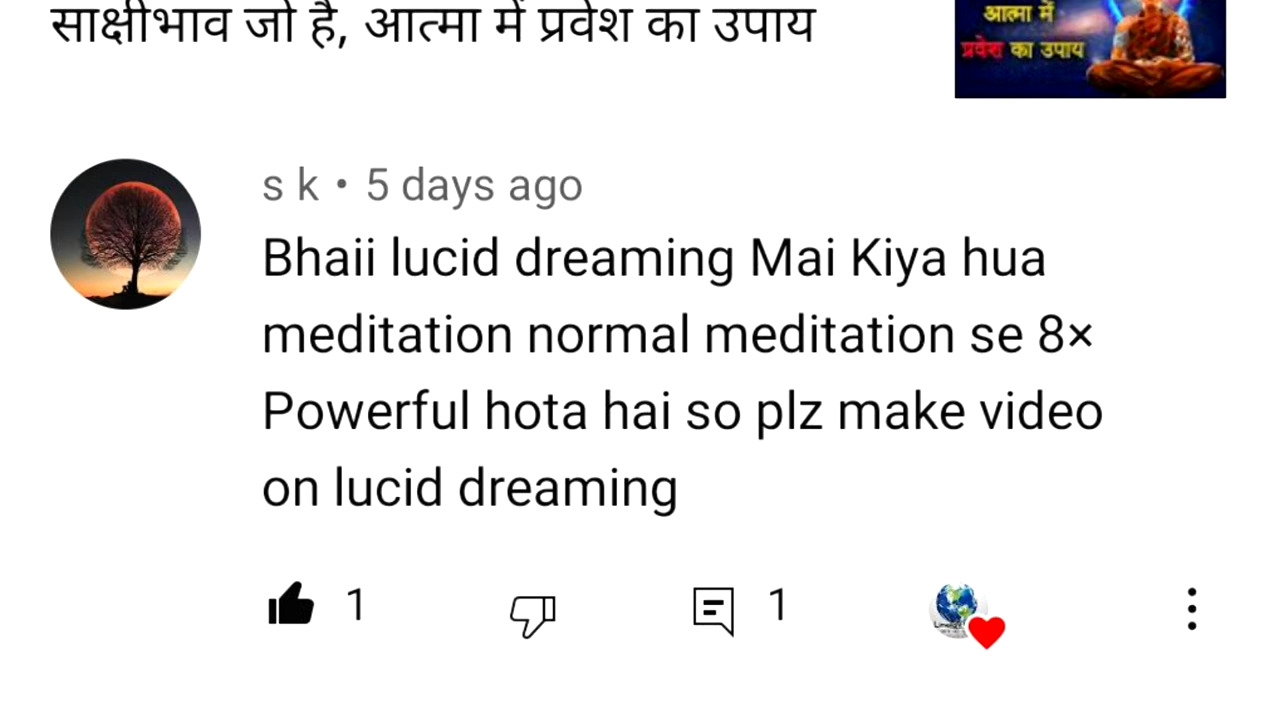 साक्षीभाव जो है, आत्मा में प्रवेश का उपाय
आत्मा में
प्रवेश का उपाय
s k • 5 days ago
Bhaii lucid dreaming Mai Kiya hua
meditation normal meditation se 8×
Powerful hota hai so plz make video
on lucid dreaming
1
1